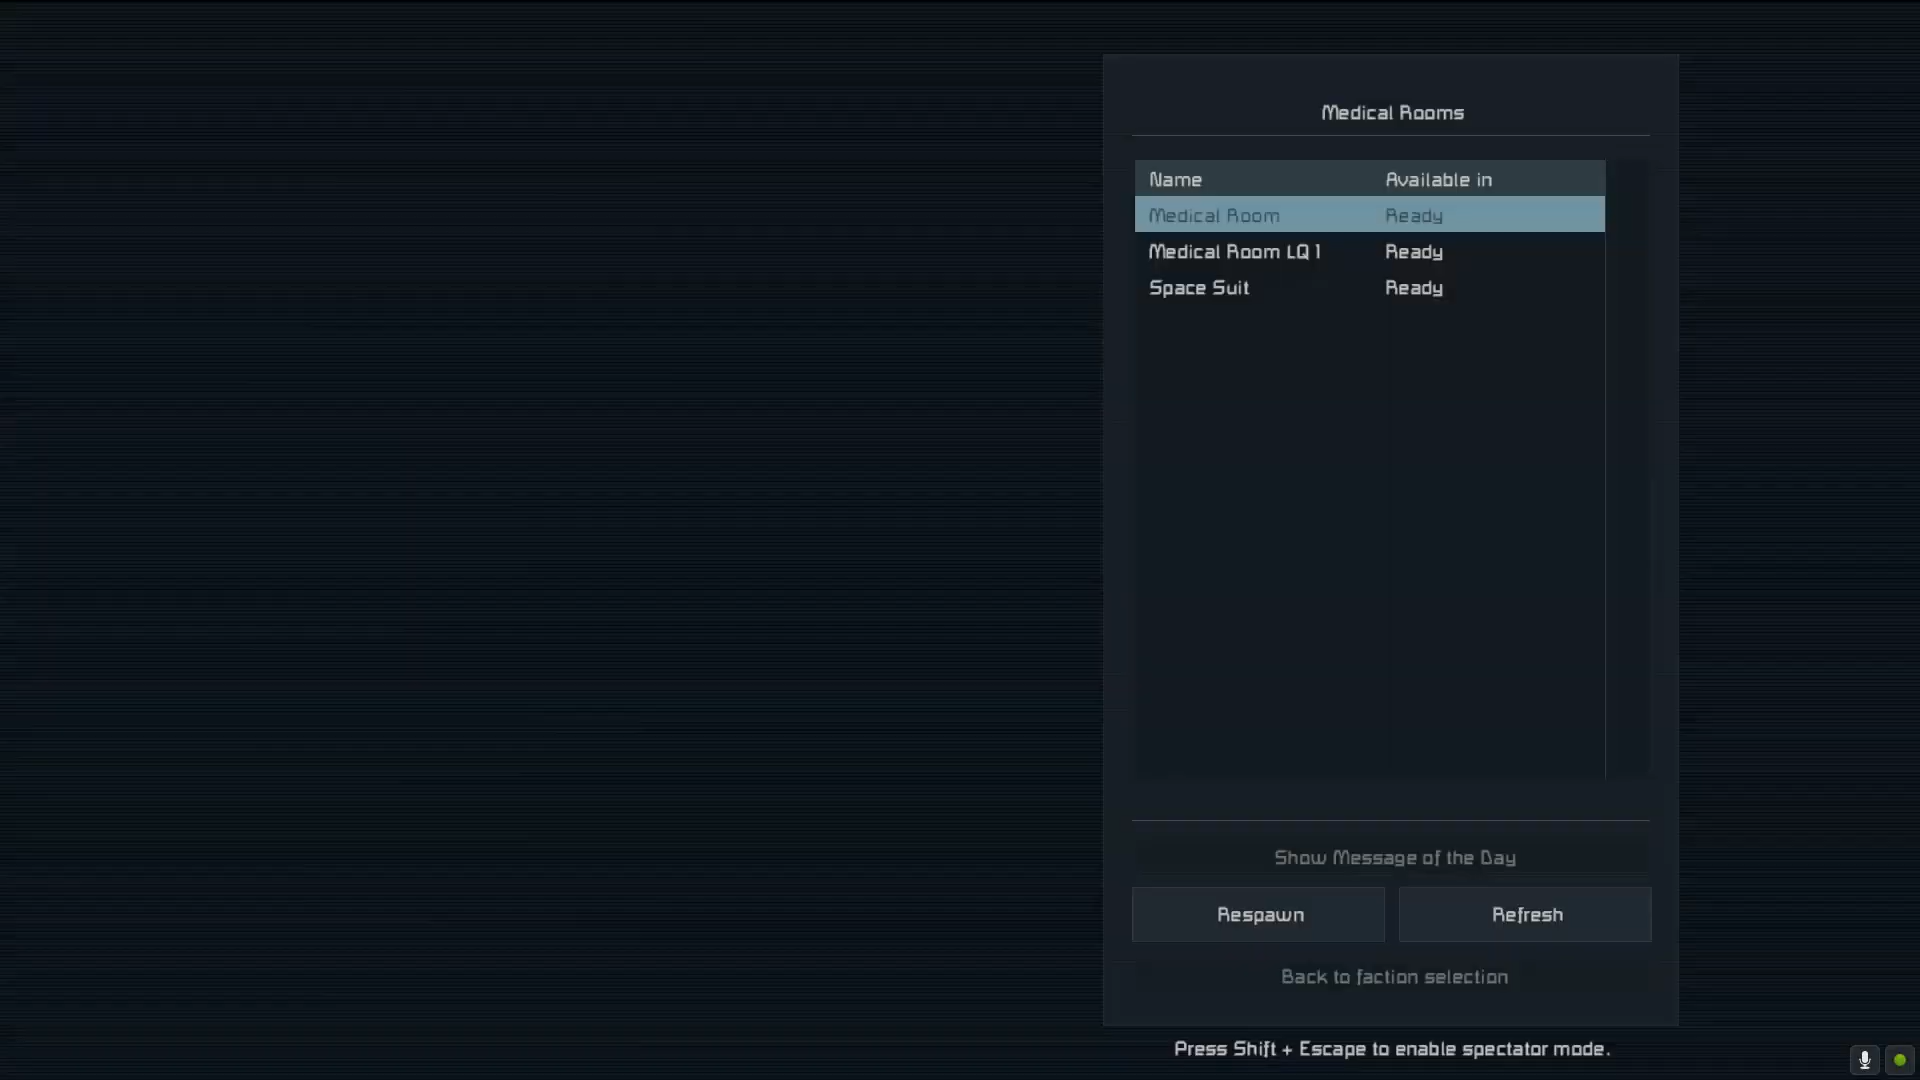 Medical Rooms
Name Available in
Medical Room Ready
Medical Room LQ 1 Ready
Space Suit Ready
Show Message of the Day
Respawn Refresh
Back to faction selection
Press Shift + Escape to enable spectator mode.